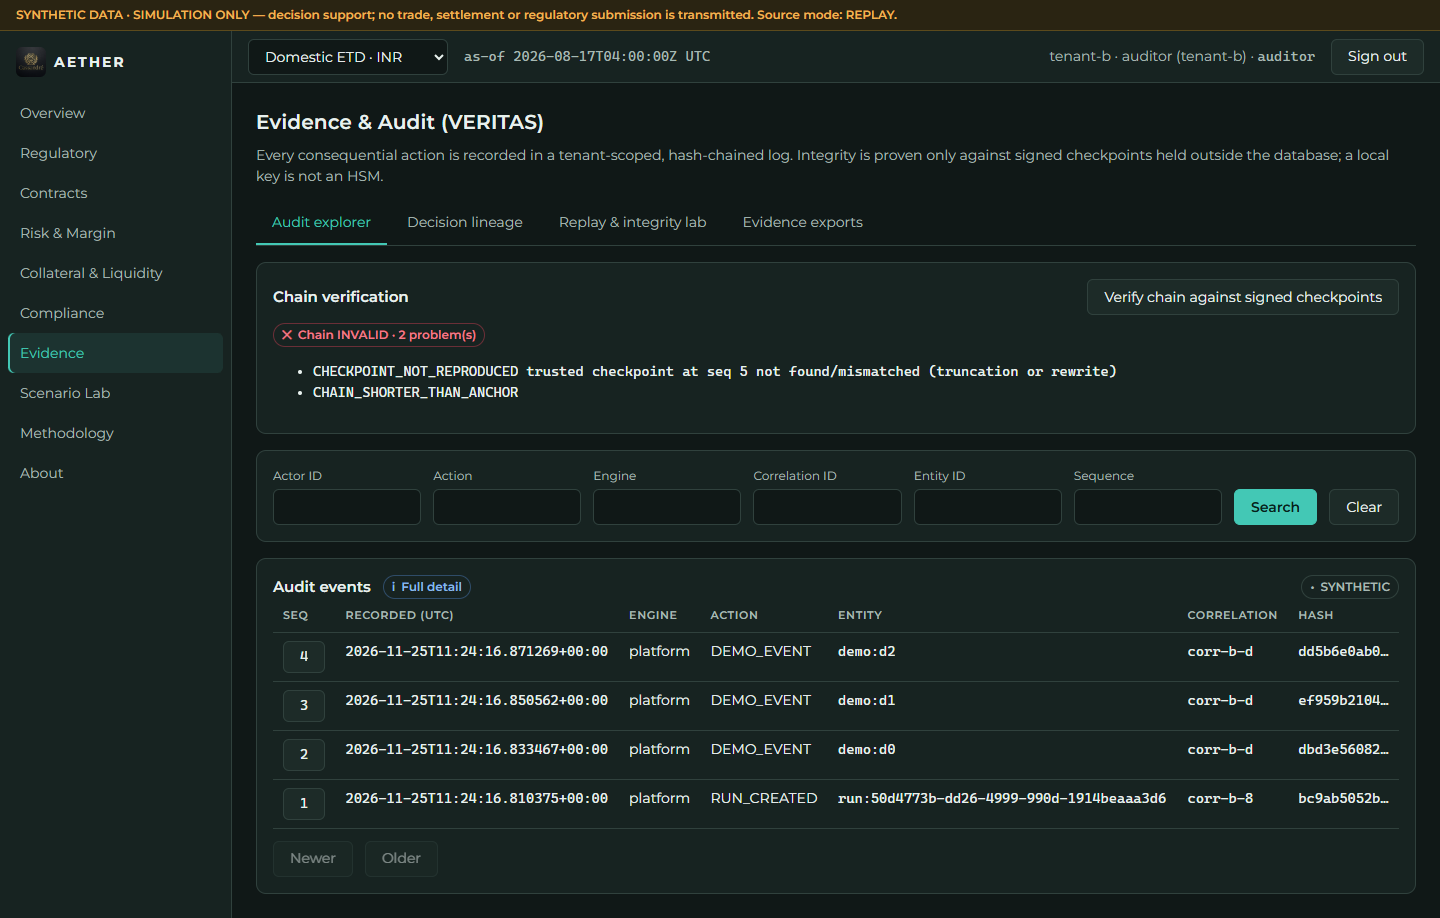 SYNTHETIC DATA · SIMULATION ONLY — decision support; no trade, settlement or regulatory submission is transmitted. Source mode: REPLAY.
AETHER
Domestic ETD · INR
as-of 2026-08-17T04:00:00Z UTC
tenant-b · auditor (tenant-b) · auditor
Sign out
Overview
Regulatory
Contracts
Risk & Margin
Collateral & Liquidity
Compliance
Evidence
Scenario Lab
Methodology
About
Evidence & Audit (VERITAS)
Every consequential action is recorded in a tenant-scoped, hash-chained log. Integrity is proven only against signed checkpoints held outside the database; a local
key is not an HSM.
Audit explorer
Decision lineage
Replay & integrity lab
Evidence exports
Chain verification
Verify chain against signed checkpoints
✕ Chain INVALID · 2 problem(s)
• CHECKPOINT_NOT_REPRODUCED trusted checkpoint at seq 5 not found/mismatched (truncation or rewrite)
• CHAIN_SHORTER_THAN_ANCHOR
Actor ID
Action
Engine
Correlation ID
Entity ID
Sequence
Search
Clear
Audit events
i Full detail
• SYNTHETIC
SEQ RECORDED (UTC) ENGINE ACTION ENTITY CORRELATION HASH
4 2026-11-25T11:24:16.871269+00:00 platform DEMO_EVENT demo:d2 corr-b-d dd5b6e0ab0…
3 2026-11-25T11:24:16.850562+00:00 platform DEMO_EVENT demo:d1 corr-b-d ef959b2104…
2 2026-11-25T11:24:16.833467+00:00 platform DEMO_EVENT demo:d0 corr-b-d dbd3e56082…
1 2026-11-25T11:24:16.810375+00:00 platform RUN_CREATED run:50d4773b-dd26-4999-990d-1914beaaa3d6 corr-b-8 bc9ab5052b…
Newer
Older